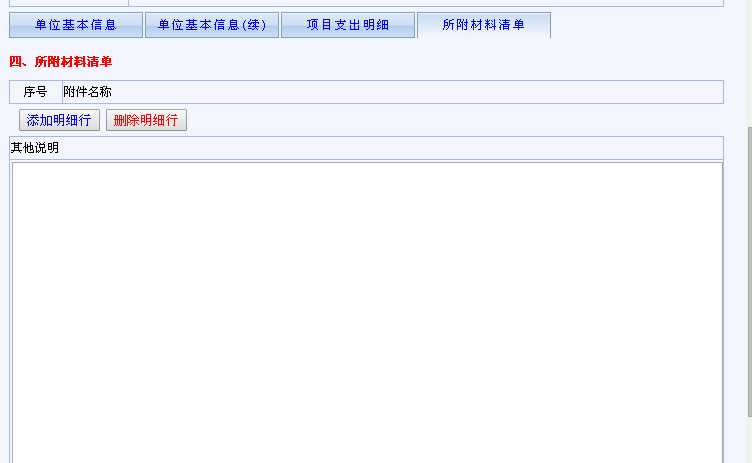 单位基本信息 单位基本信息(续) 项目支出明细 所附材料清单
四、所附材料清单
序号 附件名称
添加明细行 删除明细行
其他说明